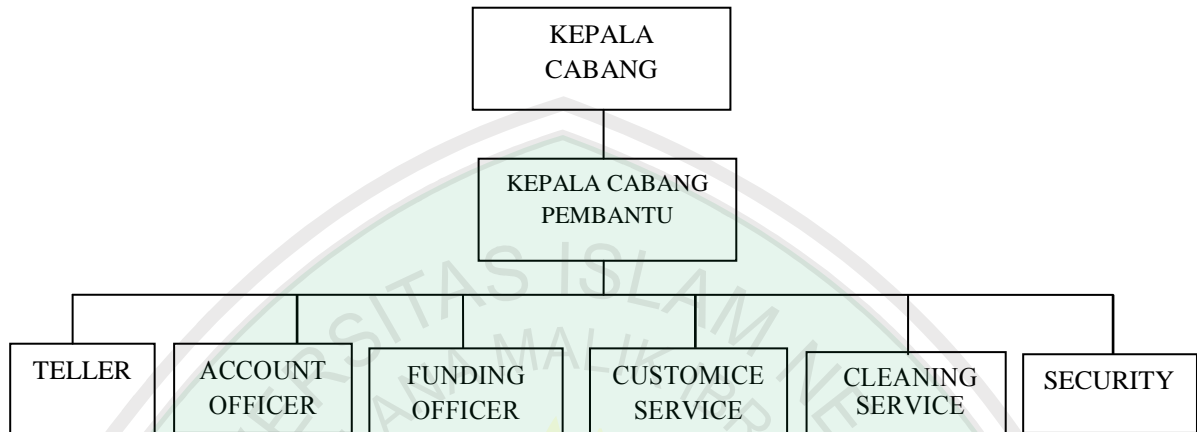 KEPALA
CABANG
KEPALA CABANG
PEMBANTU
TELLER
ACCOUNT
OFFICER
FUNDING
OFFICER
CUSTOMICE
SERVICE
CLEANING
SERVICE
SECURITY